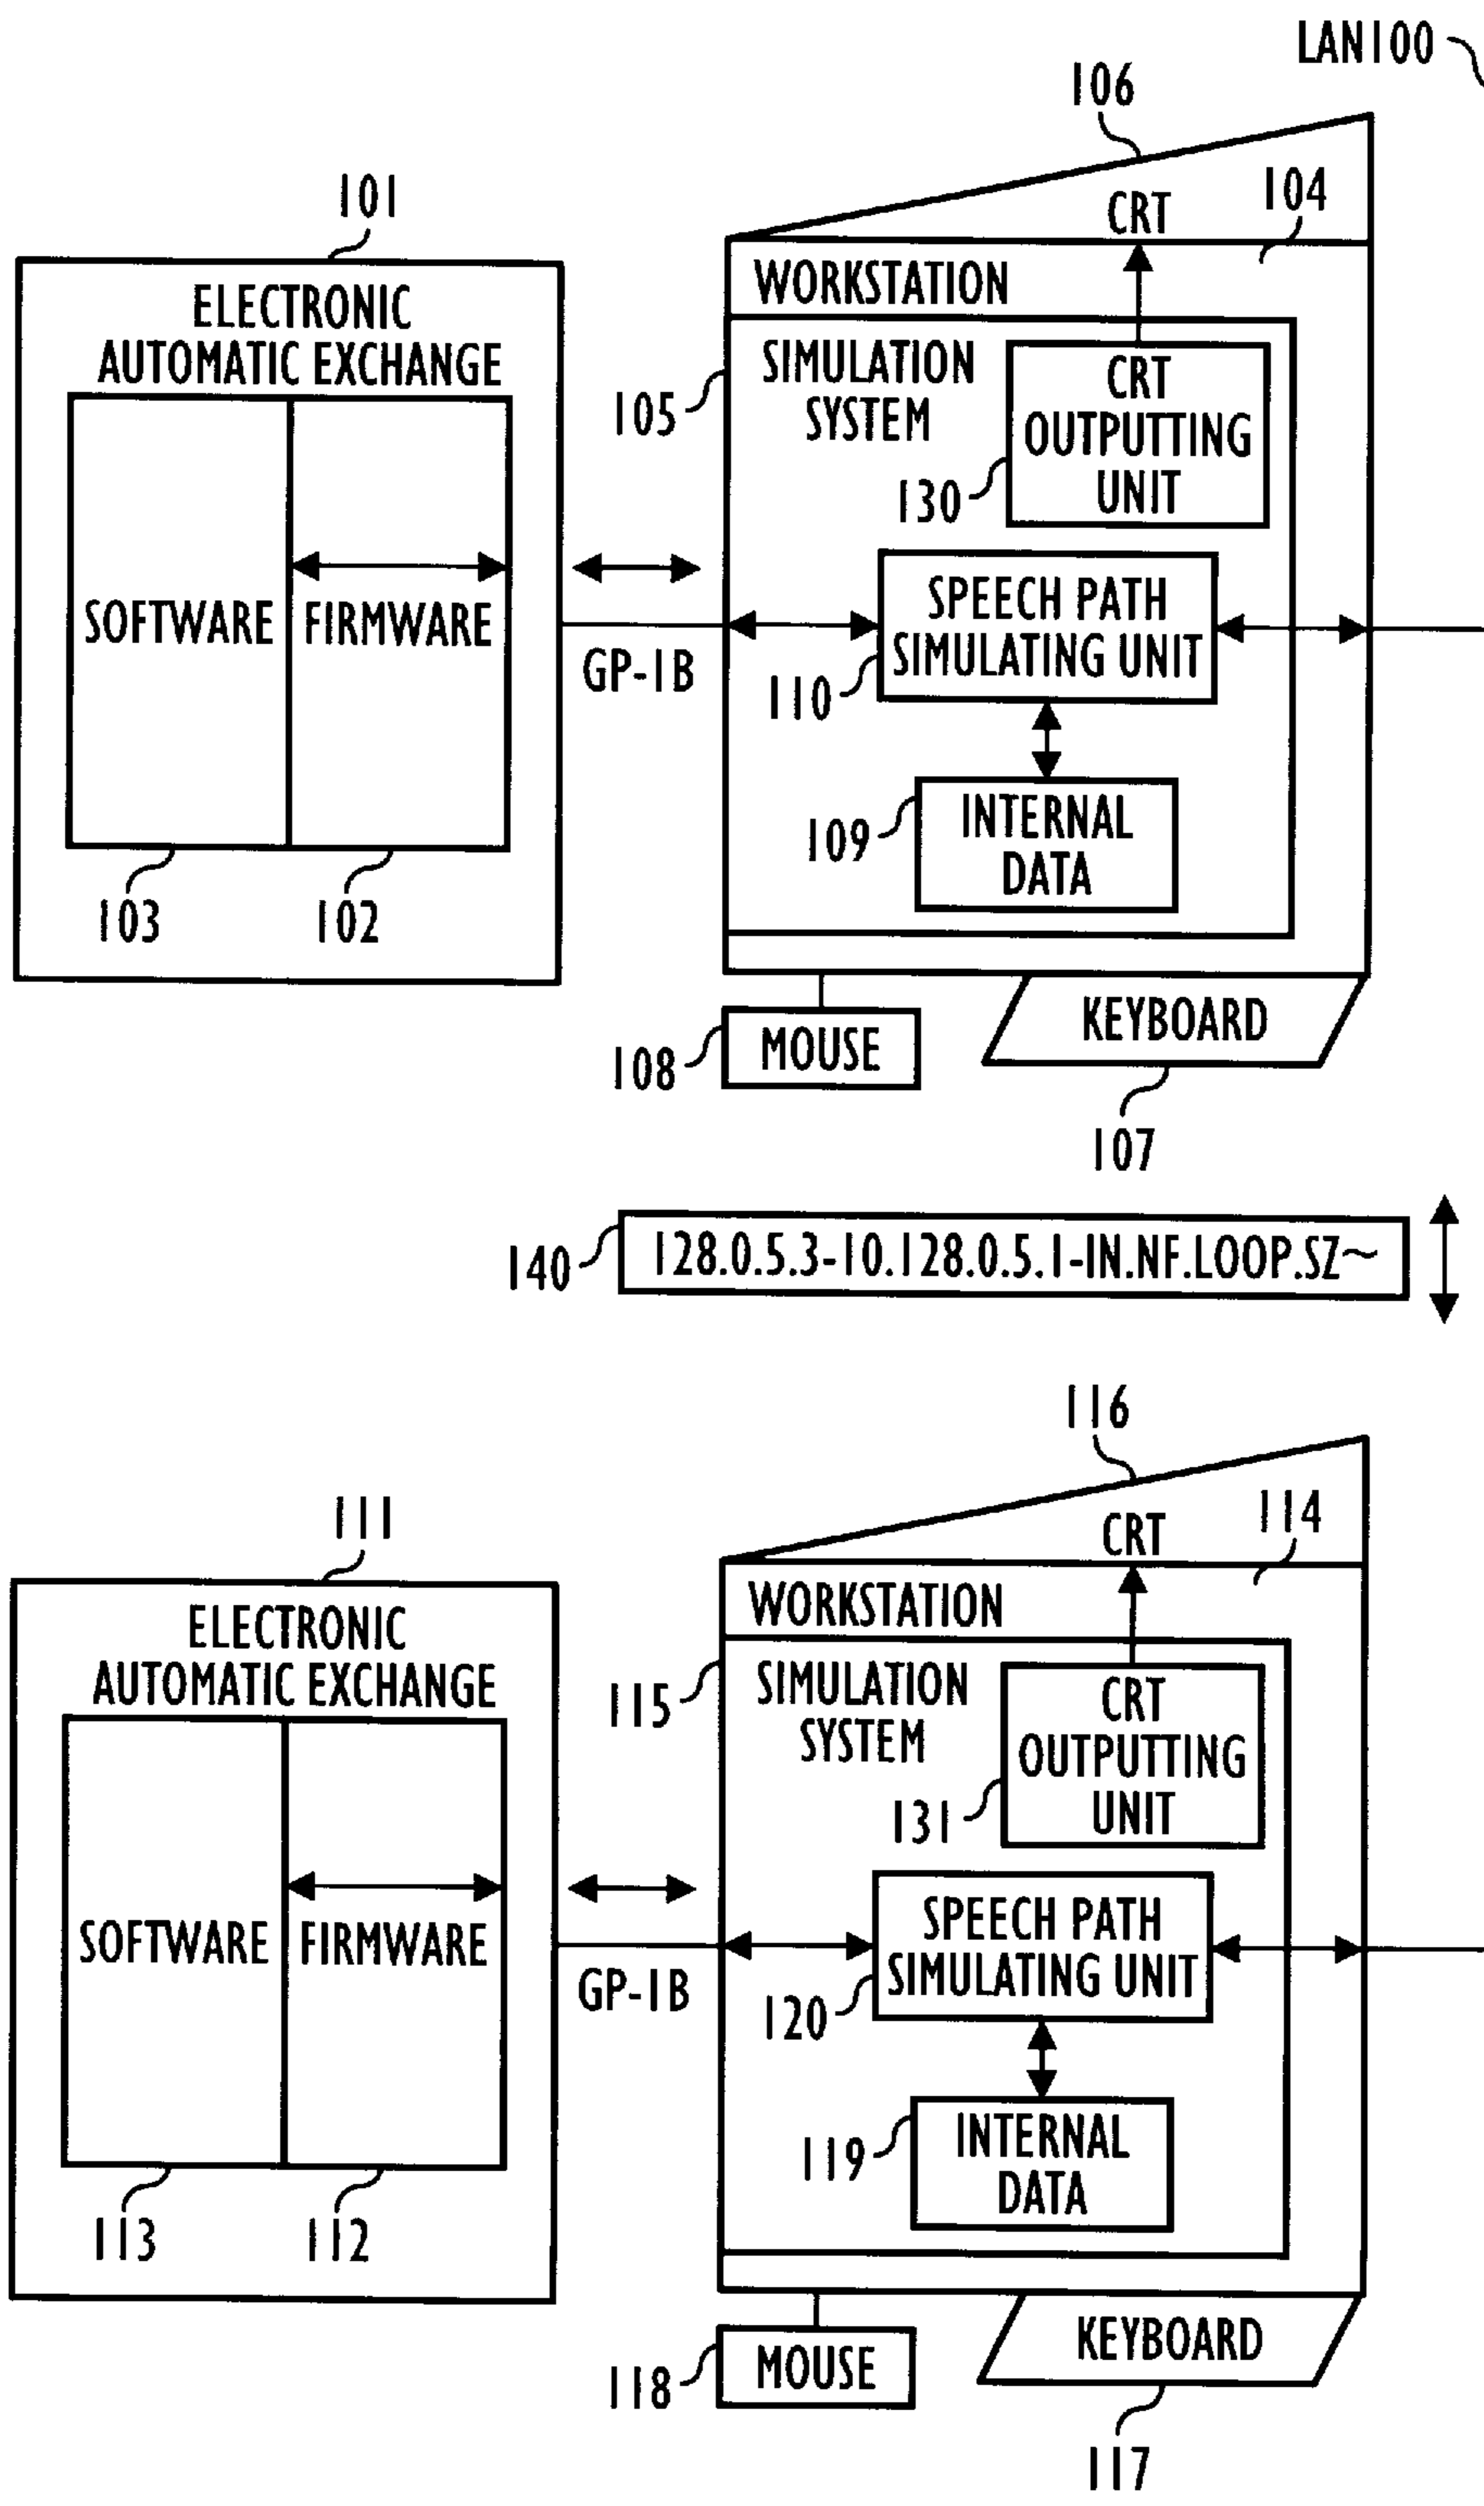 LAN100
106
101
104
CRT
ELECTRONIC
AUTOMATIC EXCHANGE
WORKSTATION
SIMULATION
SYSTEM
105
CRT
OUTPUTTING
UNIT
130
SOFTWARE
FIRMWARE
SPEECH PATH
SIMULATING UNIT
GP-1B
110
INTERNAL
DATA
109
103
102
MOUSE
108
KEYBOARD
107
128.0.5.3-10.128.0.5.1-IN.NF.LOOP.SZ~
140
116
111
114
CRT
ELECTRONIC
AUTOMATIC EXCHANGE
WORKSTATION
SIMULATION
SYSTEM
115
CRT
OUTPUTTING
UNIT
131
SOFTWARE
FIRMWARE
SPEECH PATH
SIMULATING UNIT
GP-1B
120
INTERNAL
DATA
119
113
112
MOUSE
118
KEYBOARD
117